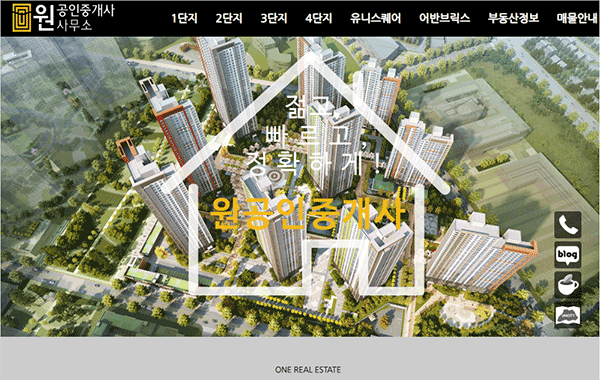 원 공인중개사
사무소
1단지 2단지 3단지 4단지 유니스퀘어 어반브릭스 부동산정보 매물안내
젊고,
빠르고,
정확하게!
원공인중개사
blog
ONE REAL ESTATE